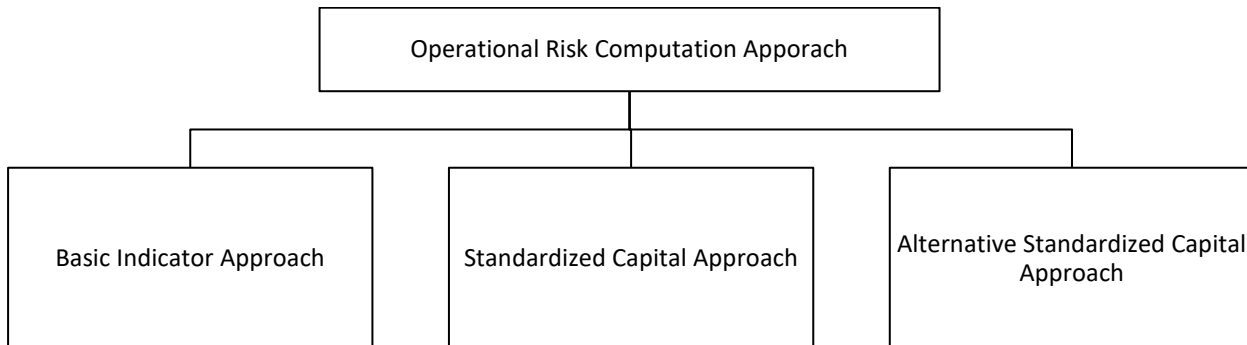 Operational Risk Computation Apporach
Basic Indicator Approach
Standardized Capital Approach
Alternative Standardized Capital
Approach